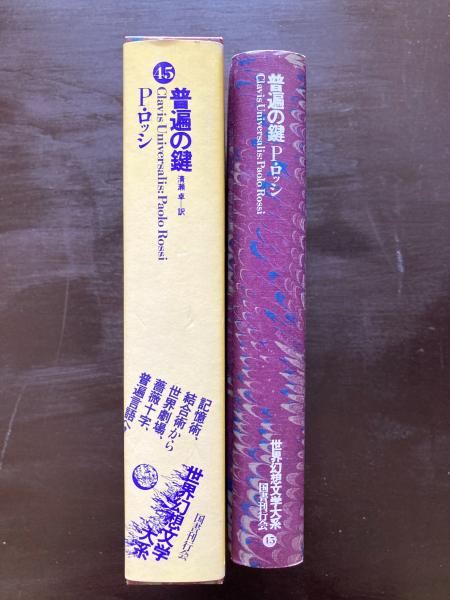 45
普遍の鍵
P・ロッシ
Clavis Universalis: Paolo Rossi
清瀬卓―訳
記憶術、
結合術から
世界劇場、
薔薇十字、
普遍言語へ
世界幻想文学大系
国書刊行会
普遍の鍵
P・ロッシ
Clavis Universalis: Paolo Rossi
世界幻想文学大系
国書刊行会
45